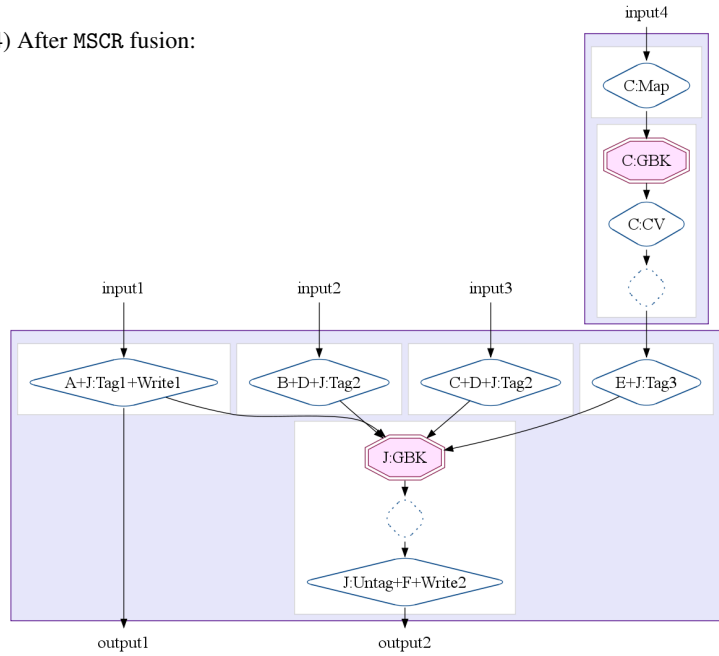 input4
4) After MSCR fusion:
C:Map
C:GBK
C:CV
input1 input2 input3
A+J:Tag1+Write1 B+D+J:Tag2 C+D+J:Tag2 E+J:Tag3
J:GBK
J:Untag+F+Write2
output1 output2